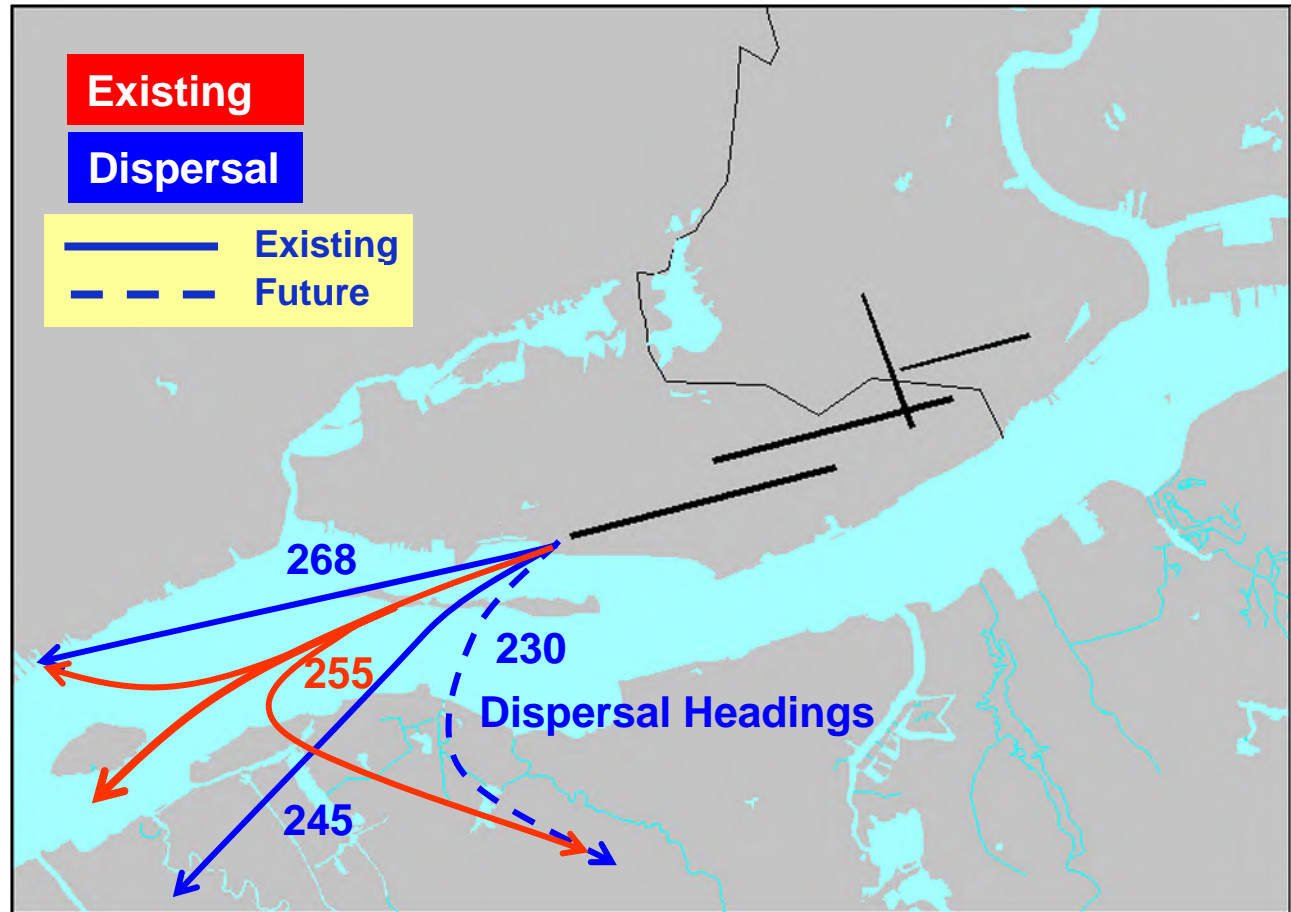 Existing
Dispersal
Existing
Future
268
255
230
Dispersal Headings
245